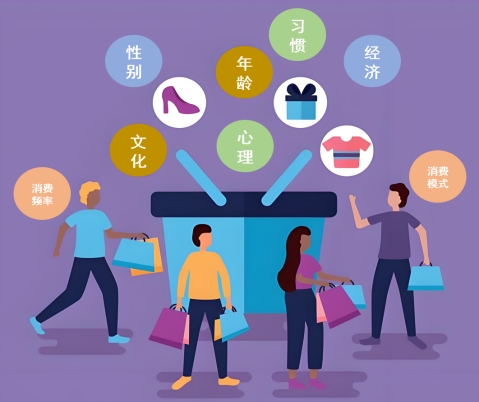 习
惯
性
别
年
龄
经
济
文
化
心
理
消费
频率
消费
模式